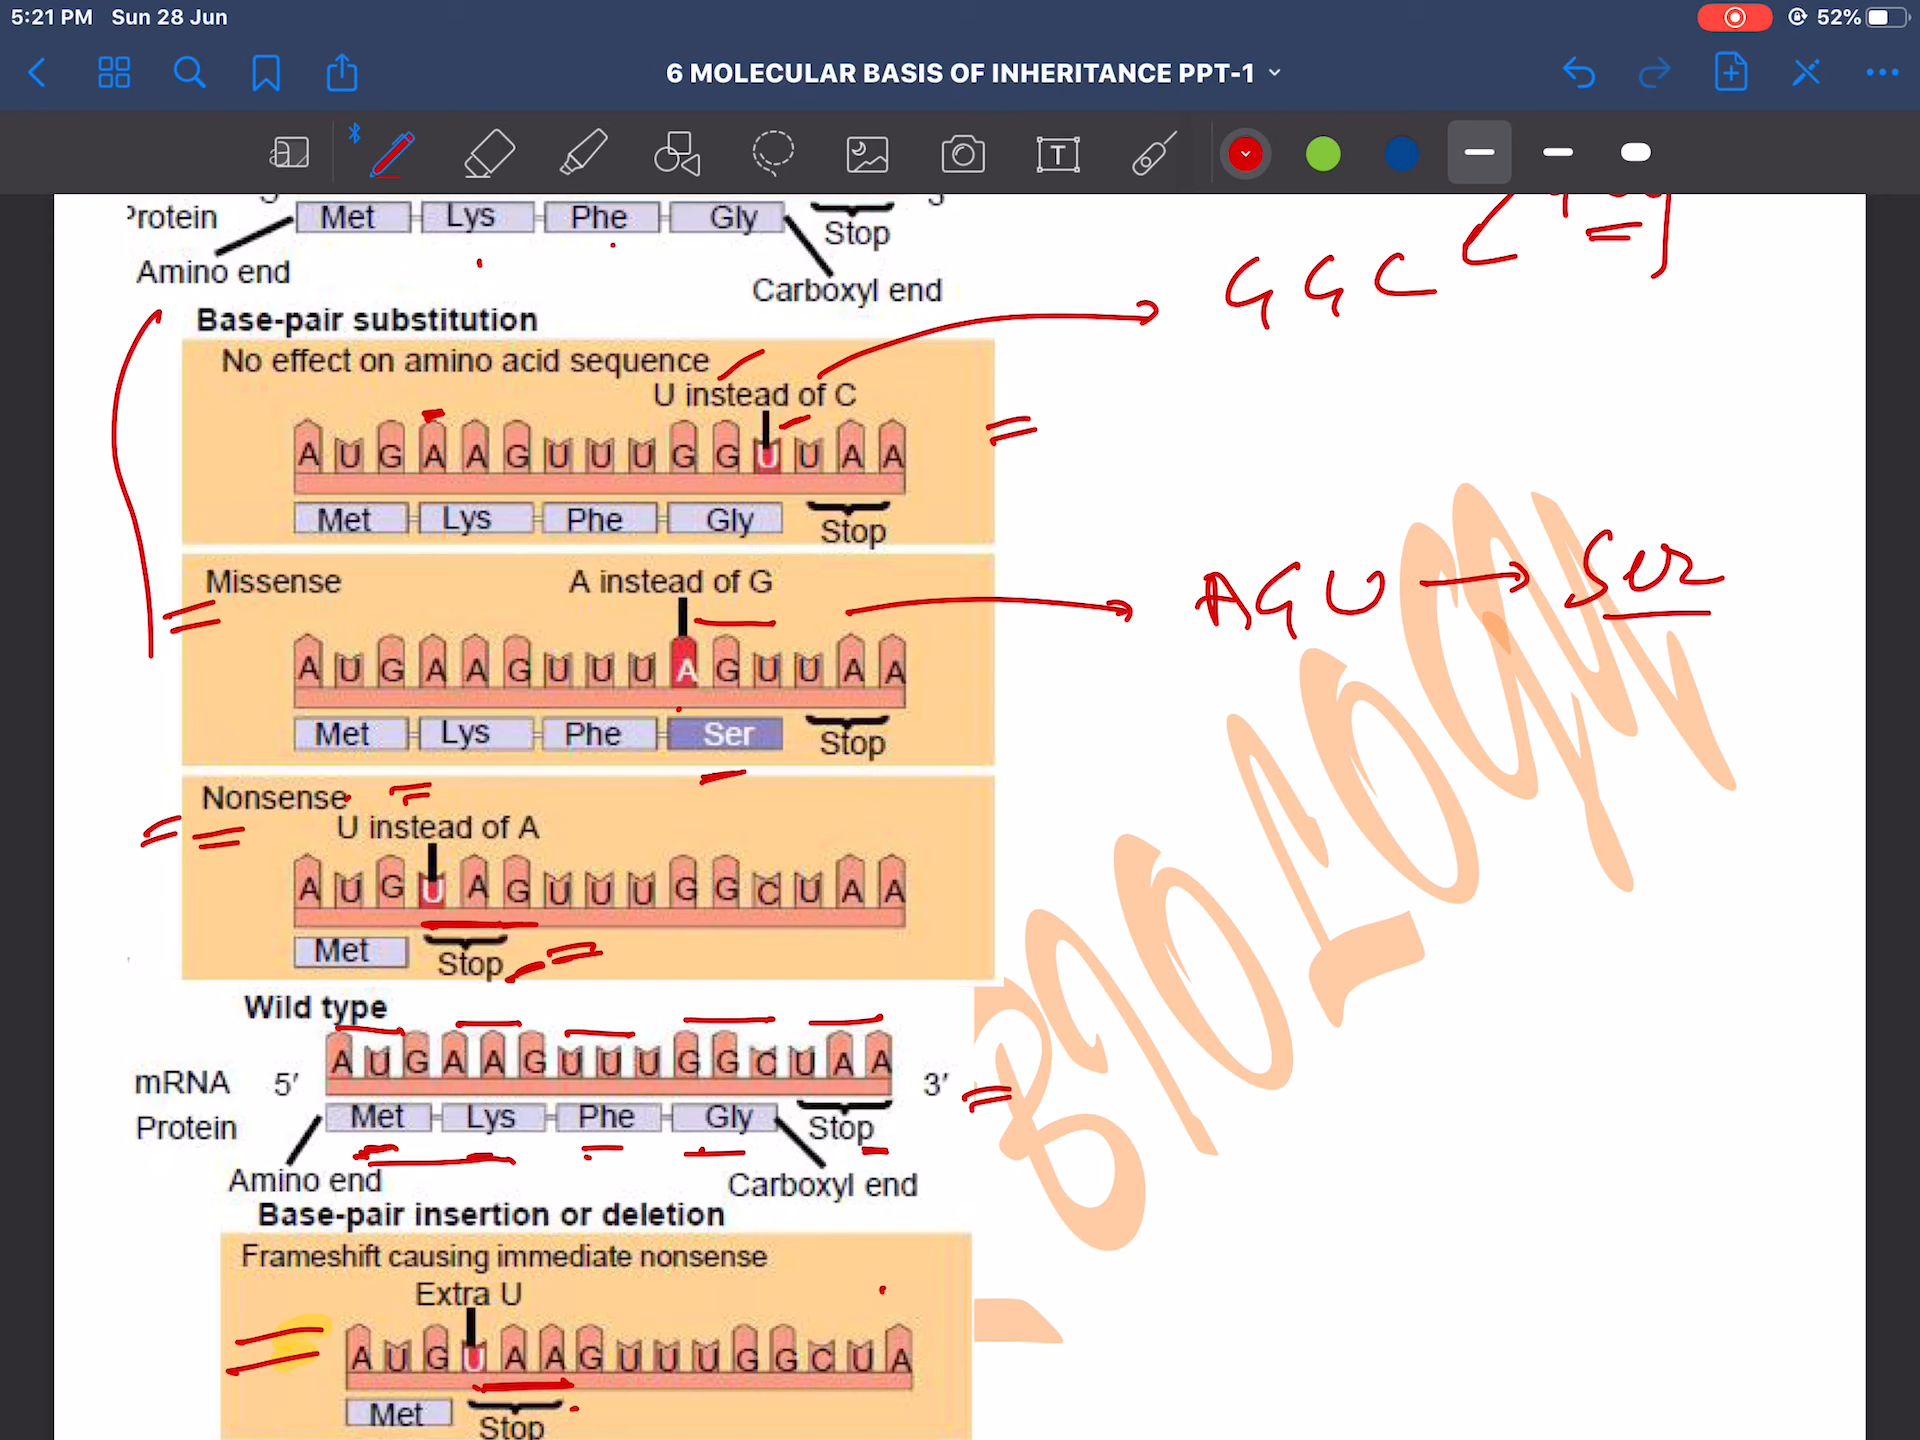 5:21 PM Sun 28 Jun 52%
6 MOLECULAR BASIS OF INHERITANCE PPT-1
Protein Met Lys Phe Gly Stop
Amino end Carboxyl end
GGC
Base-pair substitution
No effect on amino acid sequence
U instead of C
A U G A A G U U U G G U U A A
Met Lys Phe Gly Stop
Missense A instead of G
AGU → Ser
A U G A A G U U U A G U U A A
Met Lys Phe Ser Stop
Nonsense
U instead of A
A U G U A G U U U G G C U A A
Met Stop
Wild type
mRNA 5′ A U G A A G U U U G G C U A A 3′
Protein Met Lys Phe Gly Stop
Amino end Carboxyl end
Base-pair insertion or deletion
Frameshift causing immediate nonsense
Extra U
A U G U A A G U U U G G C U A
Met Stop
BIOLOGY